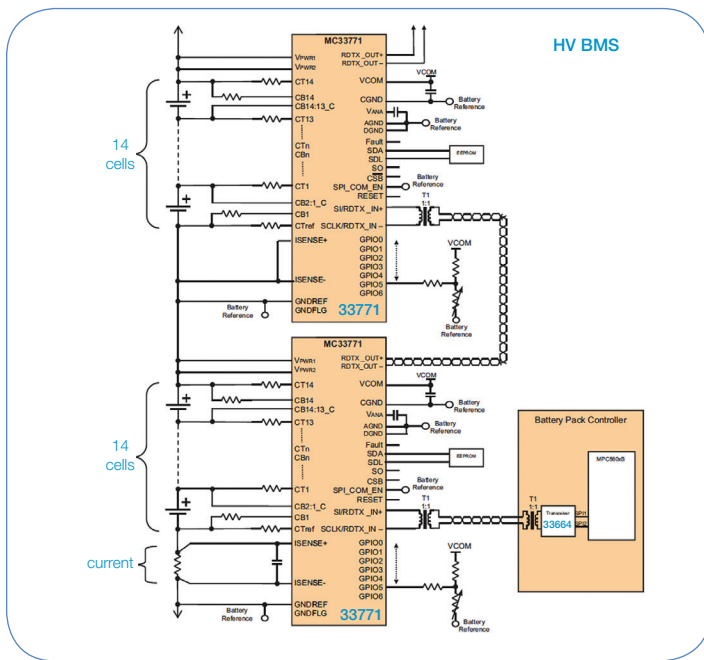 HV BMS
MC33771
VPWR1
VPWR2
CT14
CB14
CB14:13_C
CT13
CTn
CBn
CT1
CB2:1_C
CB1
CTref
ISENSE+
ISENSE-
GNDREF
GNDFLG
RDTX_OUT+
RDTX_OUT–
VCOM
CGND
VANA
AGND
DGND
Fault
SDA
SDL
SO
CSB
SPI_COM_EN
RESET
SI/RDTX_IN+
SCLK/RDTX_IN –
GPIO0
GPIO1
GPIO2
GPIO3
GPIO4
GPIO5
GPIO6
33771
VCOM
Battery
Reference
Battery
Reference
EEPROM
Battery
Reference
T1
1:1
VCOM
Battery
Reference
Battery
Reference
14
cells
MC33771
VPWR1
VPWR2
CT14
CB14
CB14:13_C
CT13
CTn
CBn
CT1
CB2:1_C
CB1
CTref
ISENSE+
ISENSE-
GNDREF
GNDFLG
RDTX_OUT+
RDTX_OUT–
VCOM
CGND
VANA
AGND
DGND
Fault
SDA
SDL
SO
CSB
SPI_COM_EN
RESET
SI/RDTX_IN+
SCLK/RDTX_IN –
GPIO0
GPIO1
GPIO2
GPIO3
GPIO4
GPIO5
GPIO6
33771
VCOM
Battery
Reference
Battery
Reference
EEPROM
Battery
Reference
T1
1:1
VCOM
Battery
Reference
Battery
Reference
14
cells
current
Battery Pack Controller
T1
1:1
33664
SPI1
SPI2